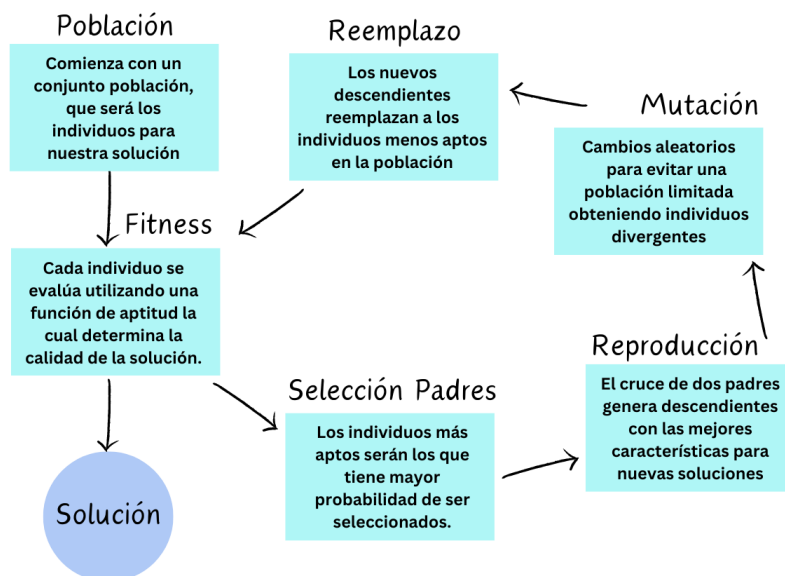 Población
Comienza con un
conjunto población,
que será los
individuos para
nuestra solución
Reemplazo
Los nuevos
descendientes
reemplazan a los
individuos menos aptos
en la población
Mutación
Cambios aleatorios
para evitar una
población limitada
obteniendo individuos
divergentes
Fitness
Cada individuo se
evalúa utilizando una
función de aptitud la
cual determina la
calidad de la solución.
Selección Padres
Los individuos más
aptos serán los que
tiene mayor
probabilidad de ser
seleccionados.
Reproducción
El cruce de dos padres
genera descendientes
con las mejores
características para
nuevas soluciones
Solución